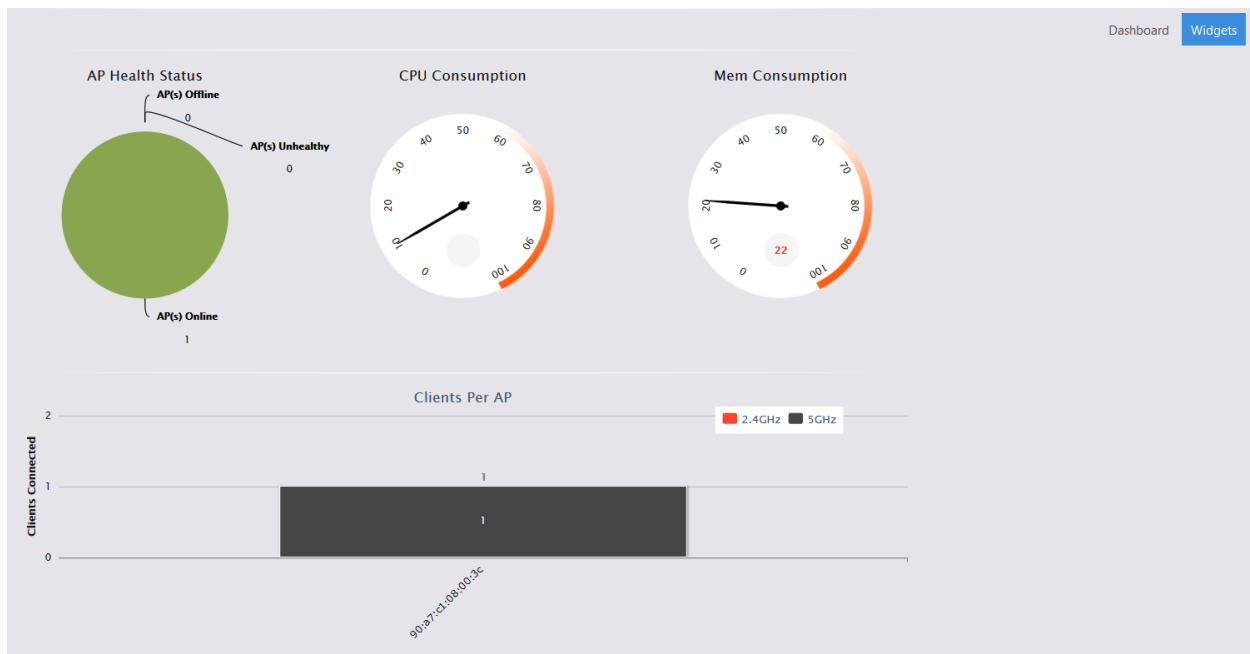 Dashboard Widgets
AP Health Status
AP(s) Offline
0
AP(s) Unhealthy
0
AP(s) Online
1
CPU Consumption
0 10 20 30 40 50 60 70 80 90 100
Mem Consumption
0 10 20 30 40 50 60 70 80 90 100
22
Clients Per AP
2.4GHz 5GHz
Clients Connected
2
1
0
1
1
90:a7:c1:08:00:3c